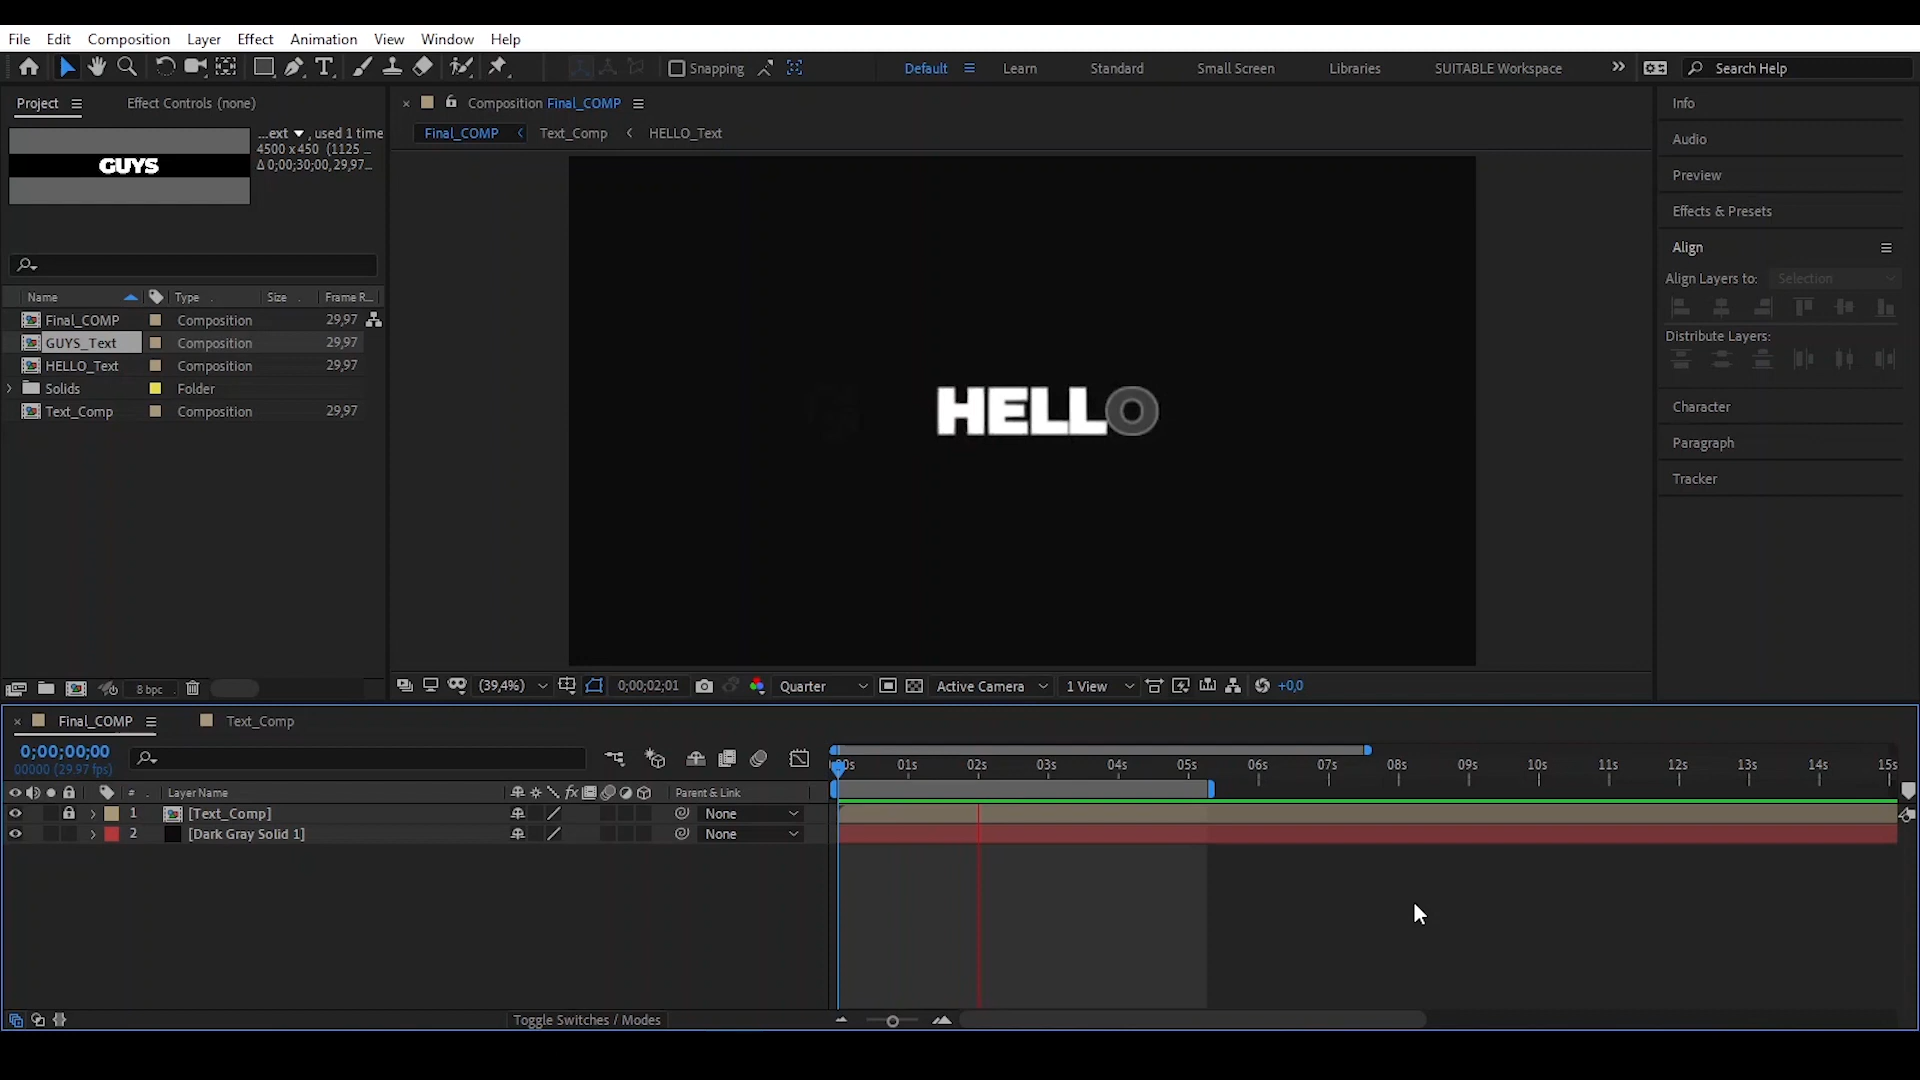 File Edit Composition Layer Effect Animation View Window Help
Snapping Default Learn Standard Small Screen Libraries SUITABLE Workspace Search Help
Project Effect Controls (none)
Composition Final_COMP
Info
Final_COMP Text_Comp HELLO_Text
...ext , used 1 time
4500 x 450 (1125 ...
Δ 0;00;30;00, 29,97...
GUYS
Audio
Preview
Effects & Presets
Align
Align Layers to: Selection
Distribute Layers:
Character
Paragraph
Tracker
Name Type Size Frame R...
Final_COMP Composition 29,97
GUYS_Text Composition 29,97
HELLO_Text Composition 29,97
Solids Folder
Text_Comp Composition 29,97
HELLO
8 bpc
(39,4%) 0;00;02;01 Quarter Active Camera 1 View +0,0
Final_COMP Text_Comp
0;00;00;00
00000 (29.97 fps)
01s 02s 03s 04s 05s 06s 07s 08s 09s 10s 11s 12s 13s 14s 15s
# Layer Name fx Parent & Link
1 [Text_Comp] None
2 [Dark Gray Solid 1] None
Toggle Switches / Modes